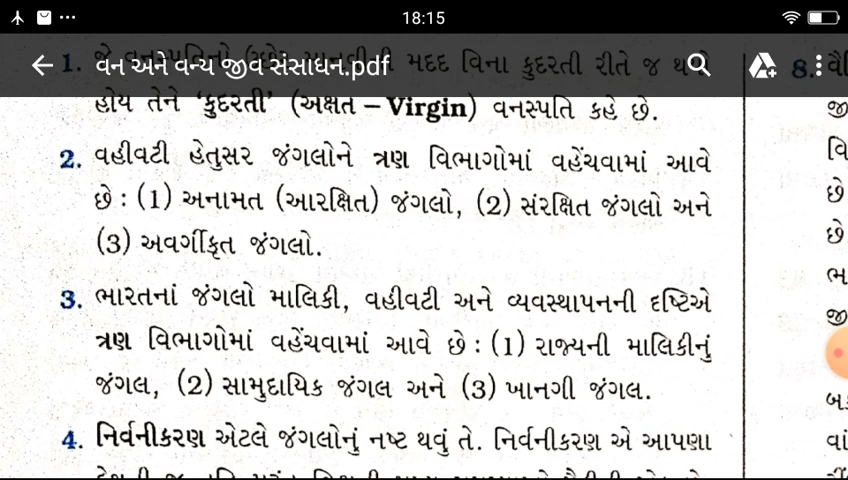 18:15
વન અને વન્ય જીવ સંસાધન.pdf
1. મદદ વિના કુદરતી રીતે જ
હોય તેને ‘કુદરતી’ (અક્ષત – Virgin) વનસ્પતિ કહે છે.
2. વહીવટી હેતુસર જંગલોને ત્રણ વિભાગોમાં વહેંચવામાં આવે
છે : (1) અનામત (આરક્ષિત) જંગલો, (2) સંરક્ષિત જંગલો અને
(3) અવર્ગીકૃત જંગલો.
3. ભારતનાં જંગલો માલિકી, વહીવટી અને વ્યવસ્થાપનની દૃષ્ટિએ
ત્રણ વિભાગોમાં વહેંચવામાં આવે છે : (1) રાજ્યની માલિકીનું
જંગલ, (2) સામુદાયિક જંગલ અને (3) ખાનગી જંગલ.
4. નિર્વનીકરણ એટલે જંગલોનું નષ્ટ થવું તે. નિર્વનીકરણ એ આપણા
8.
છે
છે